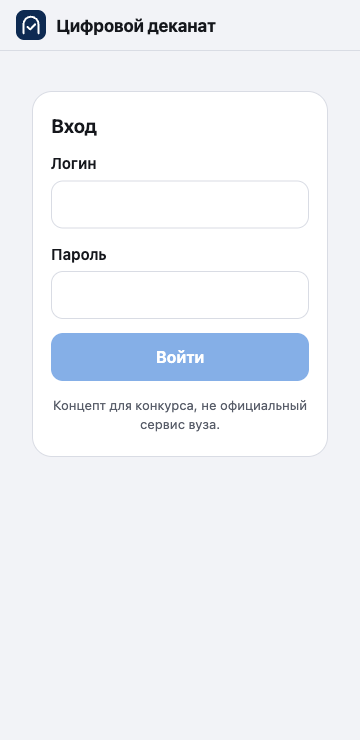 Цифровой деканат
Вход
Логин
Пароль
Войти
Концепт для конкурса, не официальный
сервис вуза.